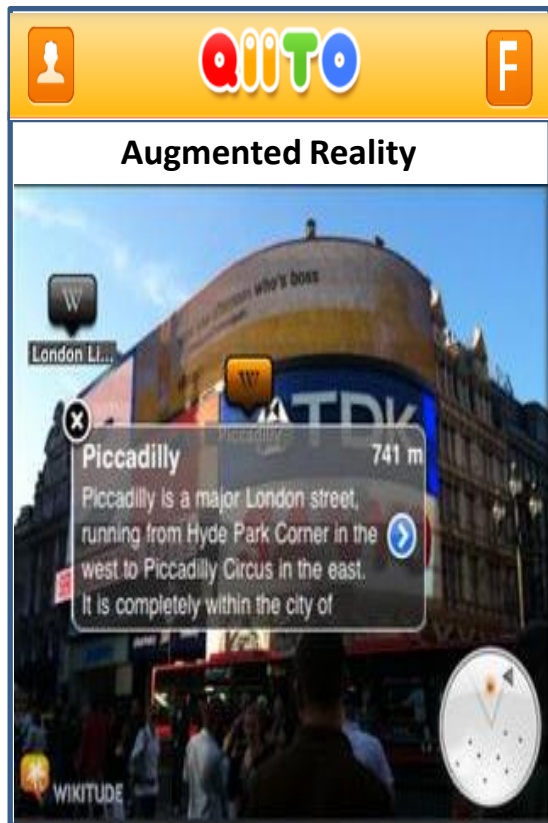 QiiTO
F
Augmented Reality
who's boss
W
London Li...
W
TDK
Piccadilly
Piccadilly
741 m
Piccadilly is a major London street,
running from Hyde Park Corner in the
west to Piccadilly Circus in the east.
It is completely within the city of
WIKITUDE